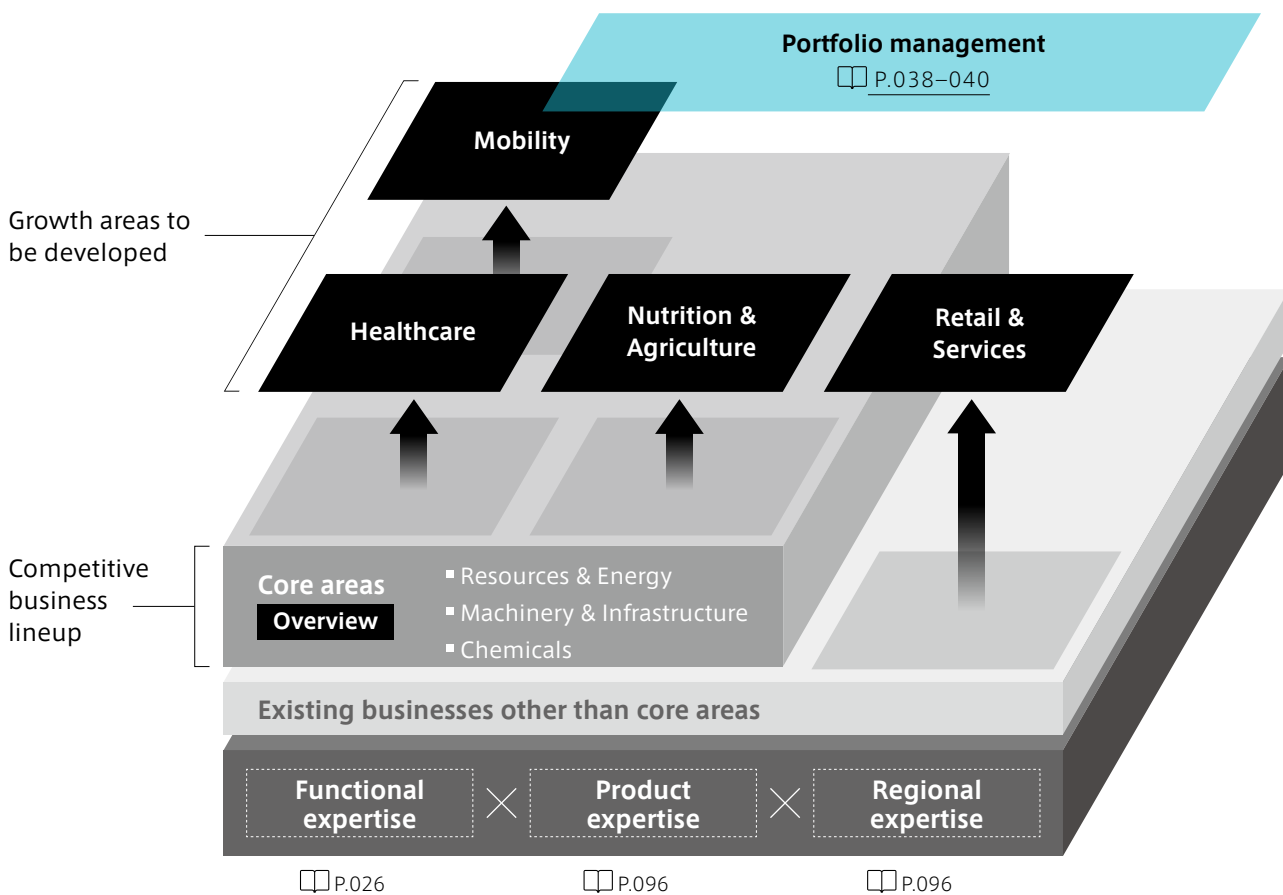 Portfolio management
P.038–040
Mobility
Growth areas to
be developed
Healthcare
Nutrition &
Agriculture
Retail &
Services
Competitive
business
lineup
Core areas
Overview
▪ Resources & Energy
▪ Machinery & Infrastructure
▪ Chemicals
Existing businesses other than core areas
Functional
expertise
×
Product
expertise
×
Regional
expertise
P.026
P.096
P.096